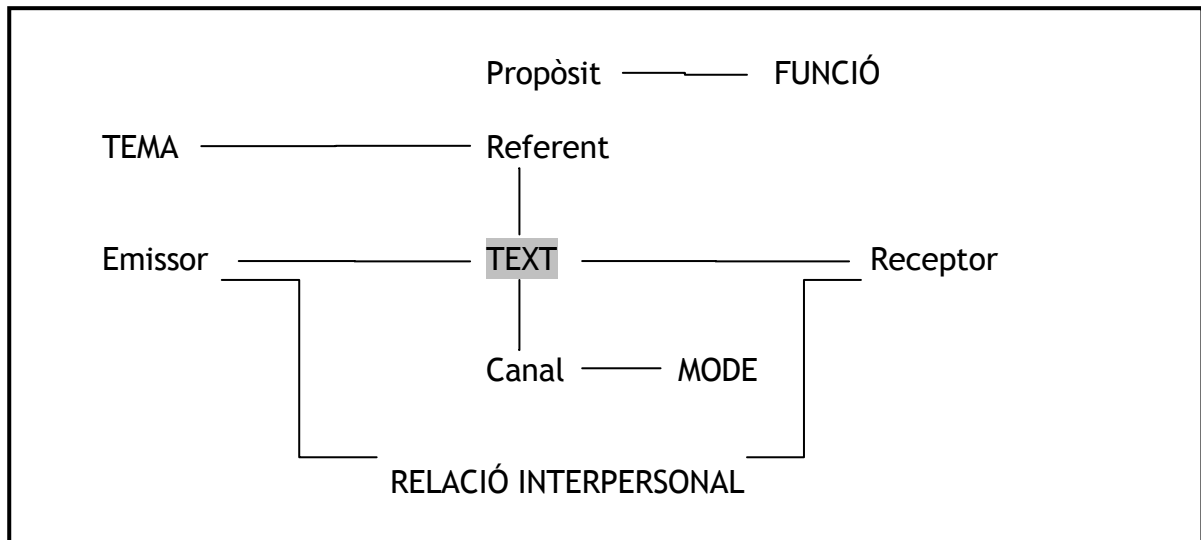 Propòsit FUNCIÓ
TEMA Referent
Emissor TEXT Receptor
Canal MODE
RELACIÓ INTERPERSONAL